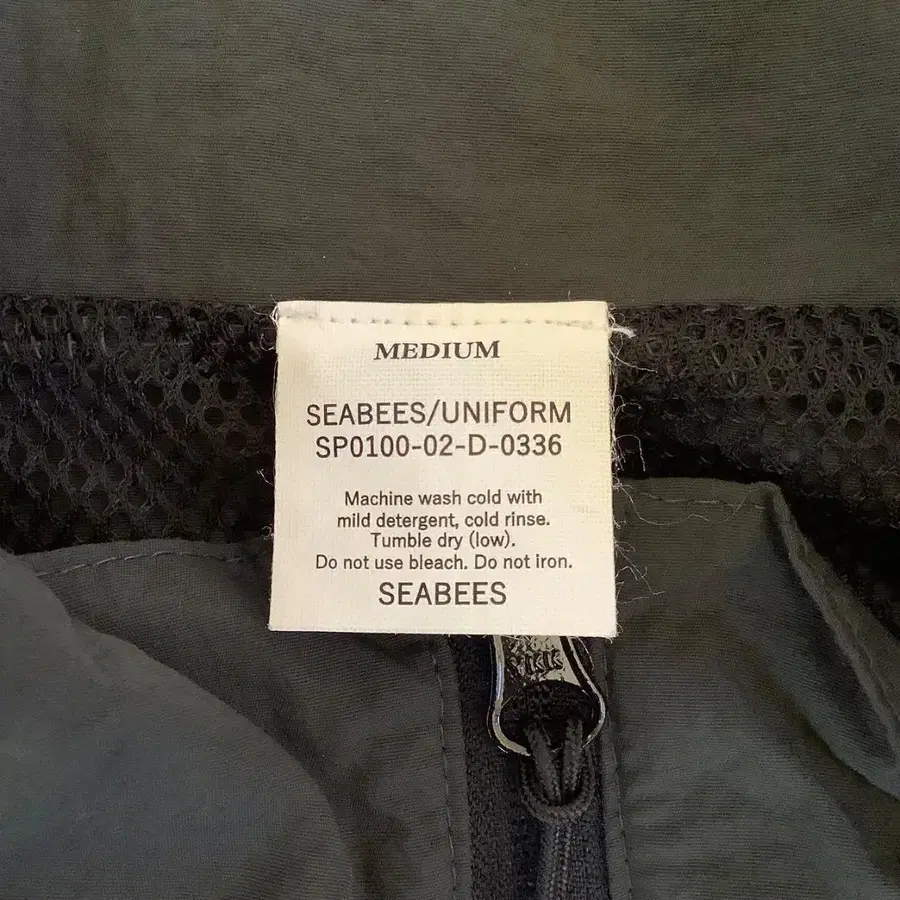 MEDIUM
SEABEES/UNIFORM
SP0100-02-D-0336
Machine wash cold with
mild detergent, cold rinse.
Tumble dry (low).
Do not use bleach. Do not iron.
SEABEES
YKK